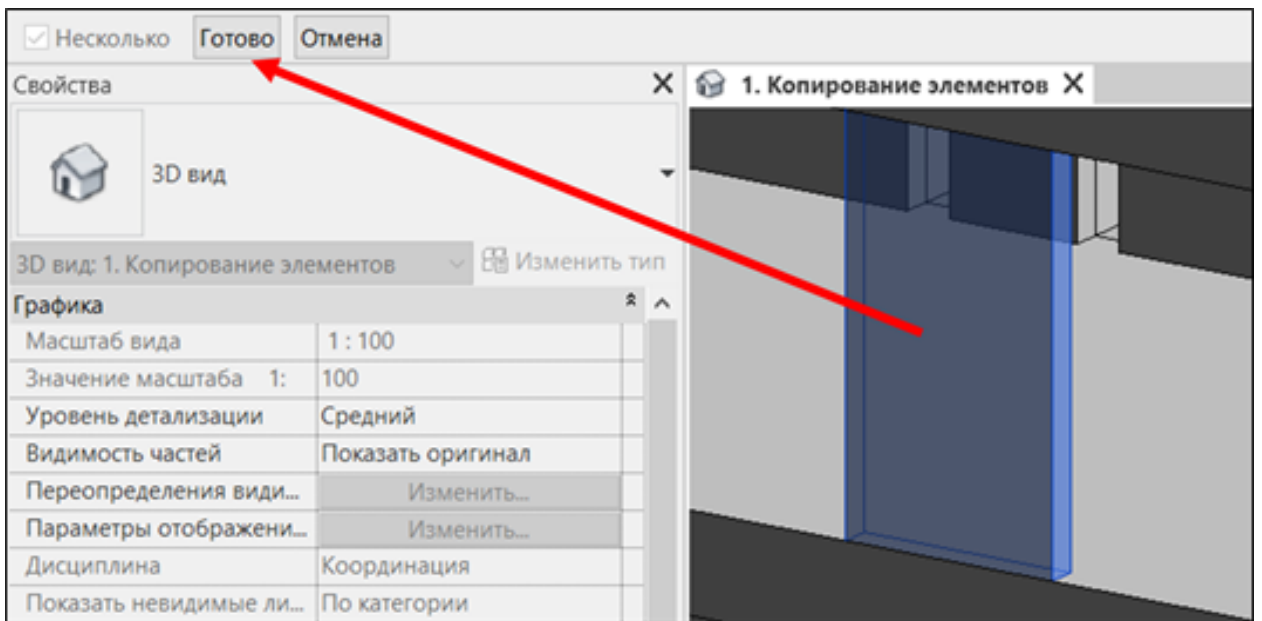 Несколько Готово Отмена
Свойства
1. Копирование элементов
3D вид
3D вид: 1. Копирование элементов Изменить тип
Графика
Масштаб вида 1 : 100
Значение масштаба 1: 100
Уровень детализации Средний
Видимость частей Показать оригинал
Переопределения види... Изменить...
Параметры отображени... Изменить...
Дисциплина Координация
Показать невидимые ли... По категории